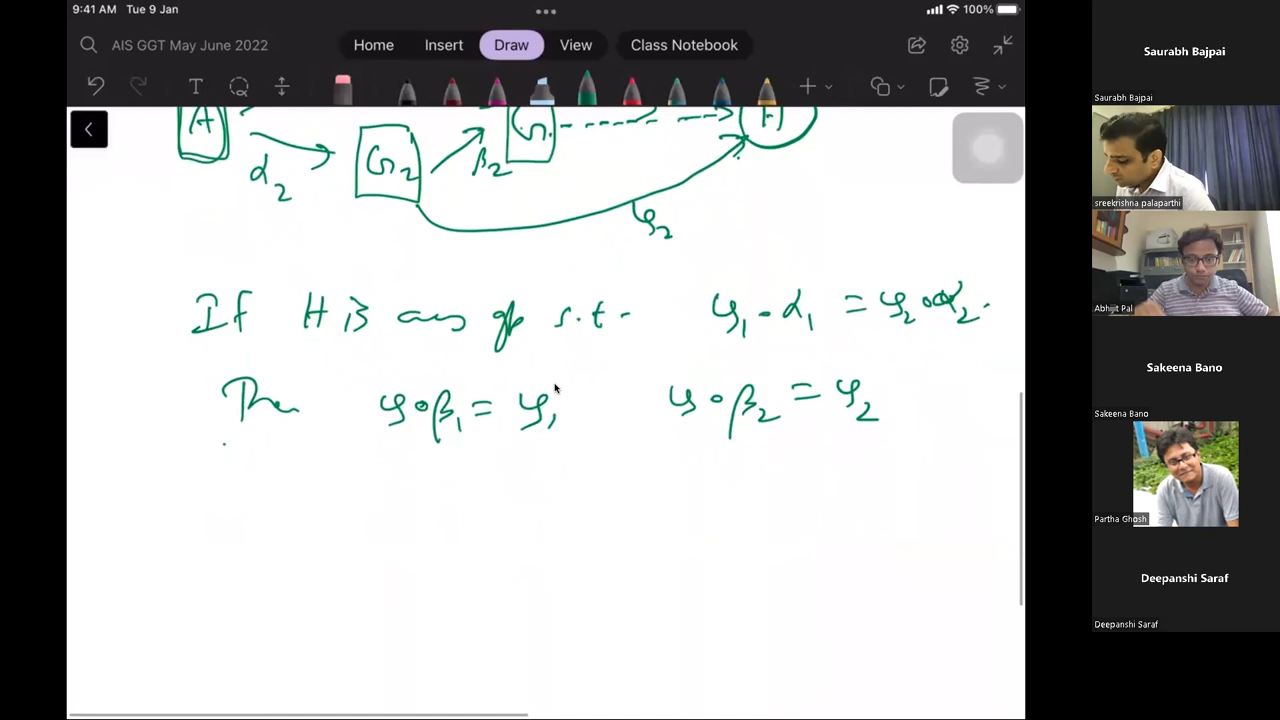 9:41 AM Tue 9 Jan
100%
AIS GGT May June 2022
Home Insert Draw View Class Notebook
A
α₂
G₂
β₂
G
H
φ₂
If H is any gp s.t. φ₁ ∘ α₁ = φ₂ ∘ α₂.
Then φ∘β₁ = φ₁ φ∘β₂ = φ₂
Saurabh Bajpai
Saurabh Bajpai
sreekrishna palaparthi
Abhijit Pal
Sakeena Bano
Sakeena Bano
Partha Ghosh
Deepanshi Saraf
Deepanshi Saraf